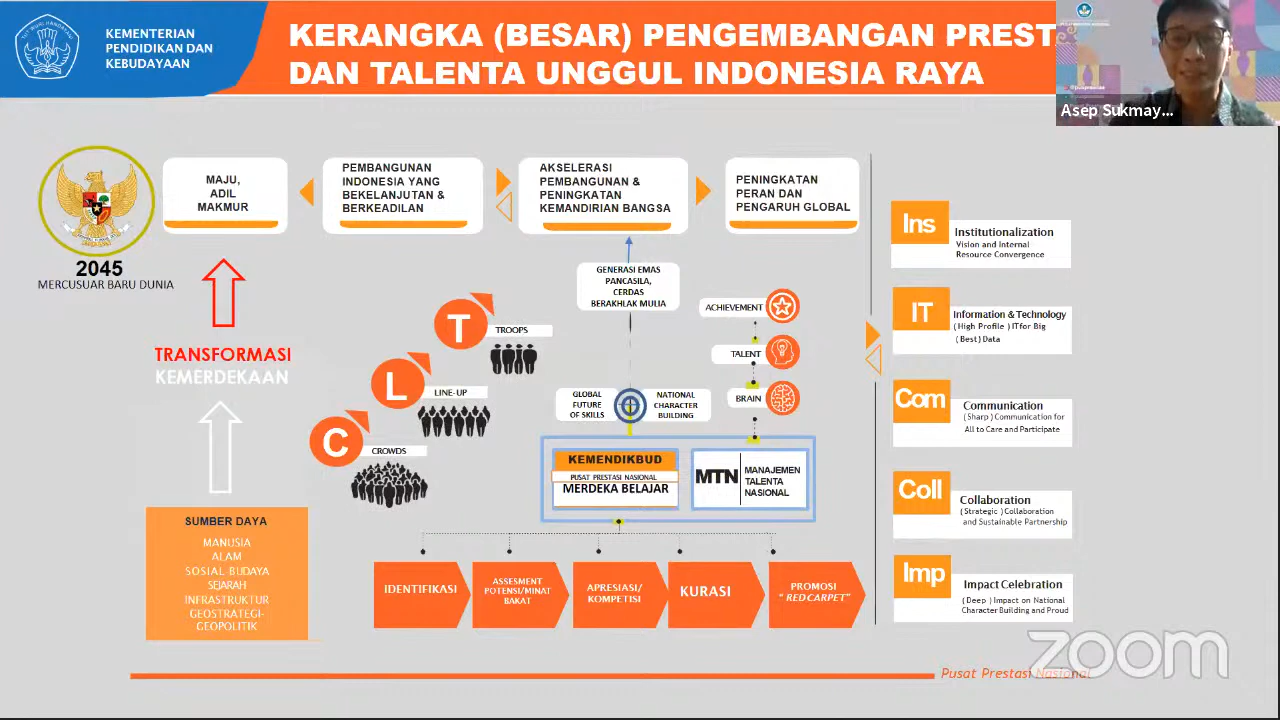 KEMENTERIAN
PENDIDIKAN DAN
KEBUDAYAAN
KERANGKA (BESAR) PENGEMBANGAN PREST
DAN TALENTA UNGGUL INDONESIA RAYA
Asep Sukmay...
2045
MERCUSUAR BARU DUNIA
MAJU,
ADIL
MAKMUR
PEMBANGUNAN
INDONESIA YANG
BEKELANJUTAN &
BERKEADILAN
AKSELERASI
PEMBANGUNAN &
PENINGKATAN
KEMANDIRIAN BANGSA
PENINGKATAN
PERAN DAN
PENGARUH GLOBAL
TRANSFORMASI
KEMERDEKAAN
SUMBER DAYA
MANUSIA
ALAM
SOSIAL-BUDAYA
SEJARAH
INFRASTRUKTUR
GEOSTRATEGI-
GEOPOLITIK
T
TROOPS
L
LINE-UP
C
CROWDS
GENERASI EMAS
PANCASILA,
CERDAS
BERAKHLAK MULIA
GLOBAL
FUTURE
OF SKILLS
NATIONAL
CHARACTER
BUILDING
ACHIEVEMENT
TALENT
BRAIN
KEMENDIKBUD
PUSAT PRESTASI NASIONAL
MERDEKA BELAJAR
MTN
MANAJEMEN
TALENTA
NASIONAL
IDENTIFIKASI
ASSESMENT
POTENSI/MINAT
BAKAT
APRESIASI/
KOMPETISI
KURASI
PROMOSI
“ REDCARPET”
Ins
Institutionalization
Vision and Internal
Resource Convergence
IT
Information & Technology
(High Profile ) ITfor Big
(Best) Data
Com
Communication
(Sharp )Communication for
All to Care and Participate
Coll
Collaboration
(Strategic )Collaboration
and Sustainable Partnership
Imp
Impact Celebration
(Deep ) Impact on National
Character Building and Proud
zoom
Pusat Prestasi Nasional